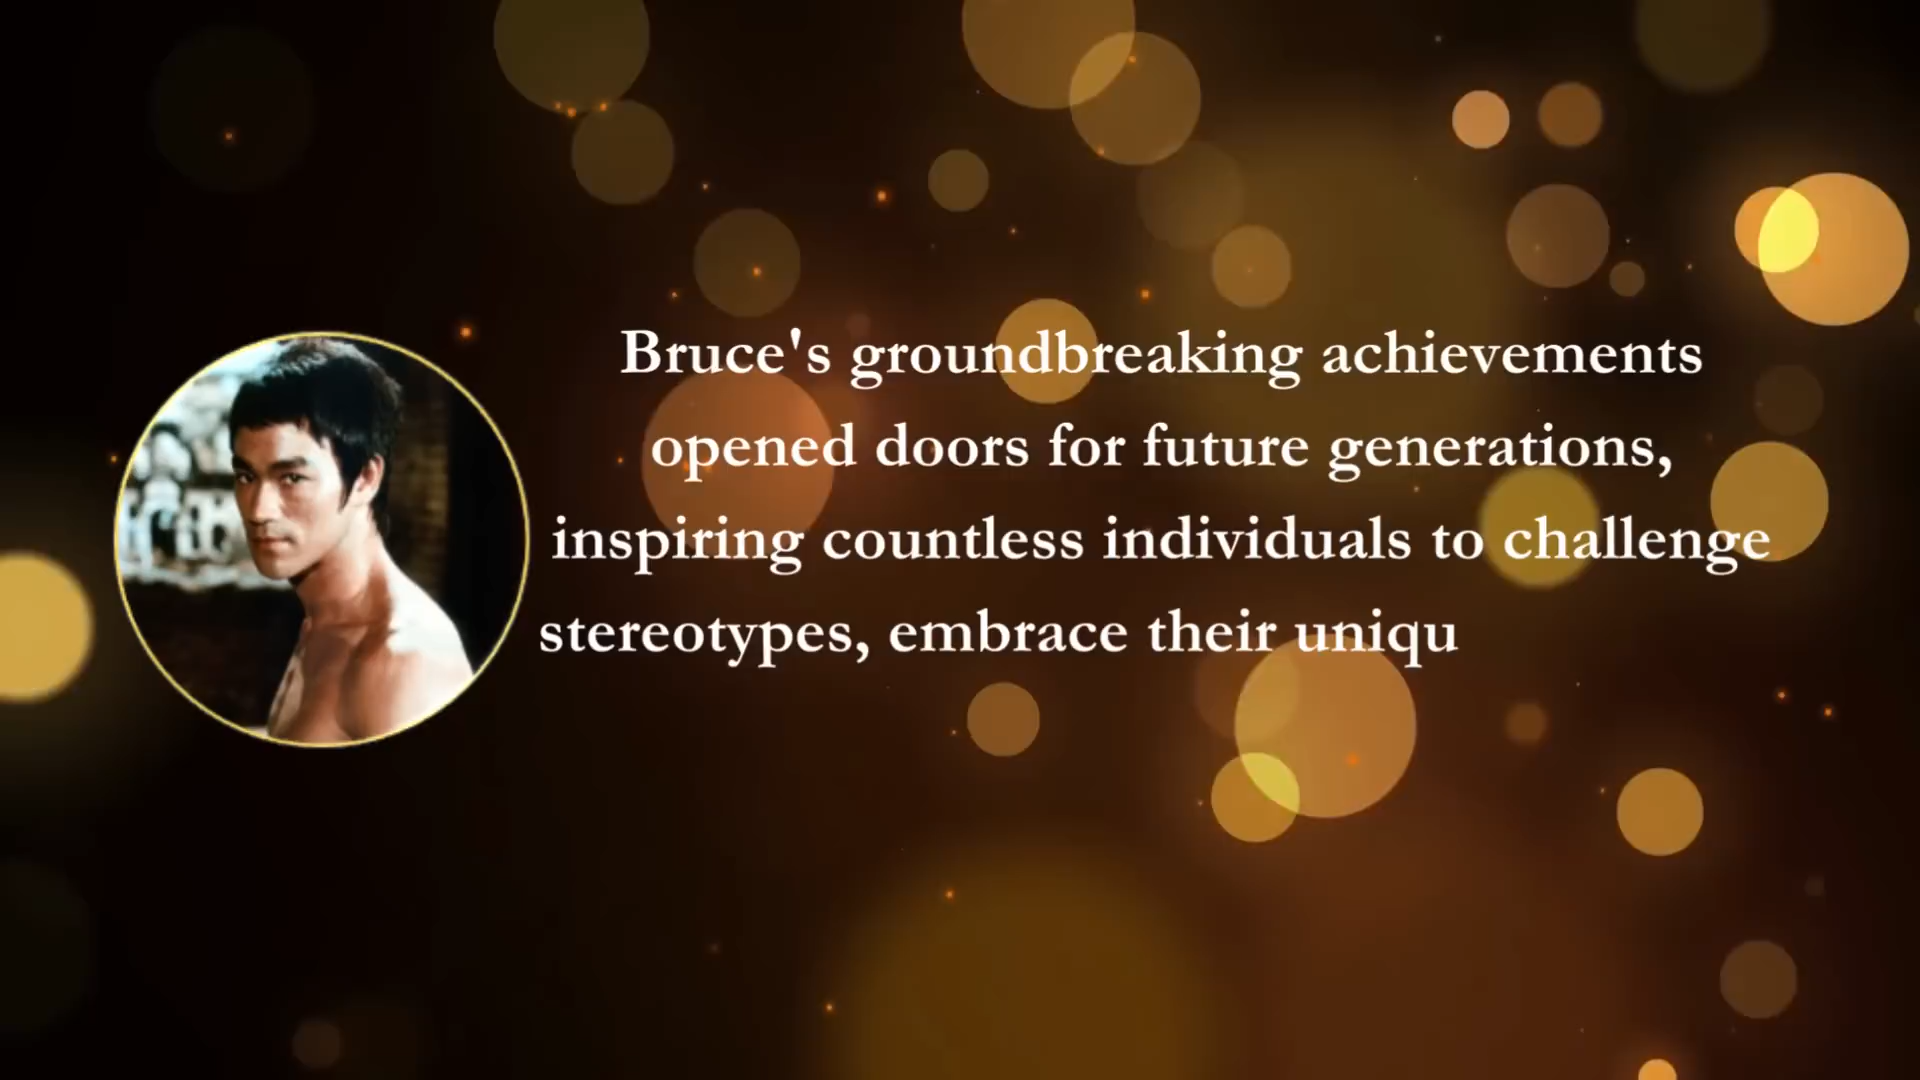 Bruce's groundbreaking achievements
opened doors for future generations,
inspiring countless individuals to challenge
stereotypes, embrace their uniqu